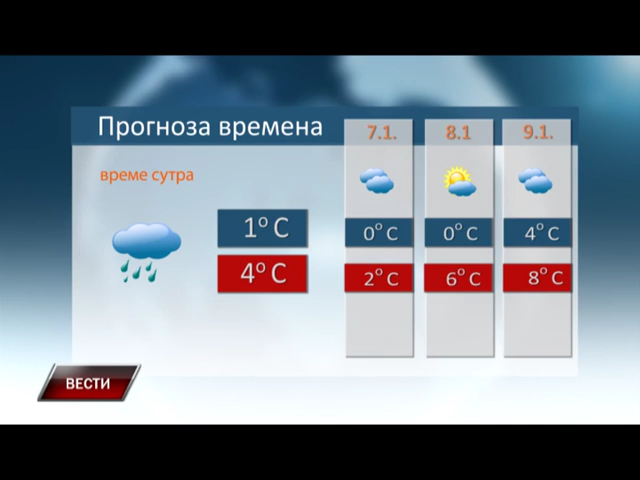 Прогноза времена
време сутра
1° C
4° C
7.1.
0° C
2° C
8.1
0° C
6° C
9.1.
4° C
8° C
ВЕСТИ